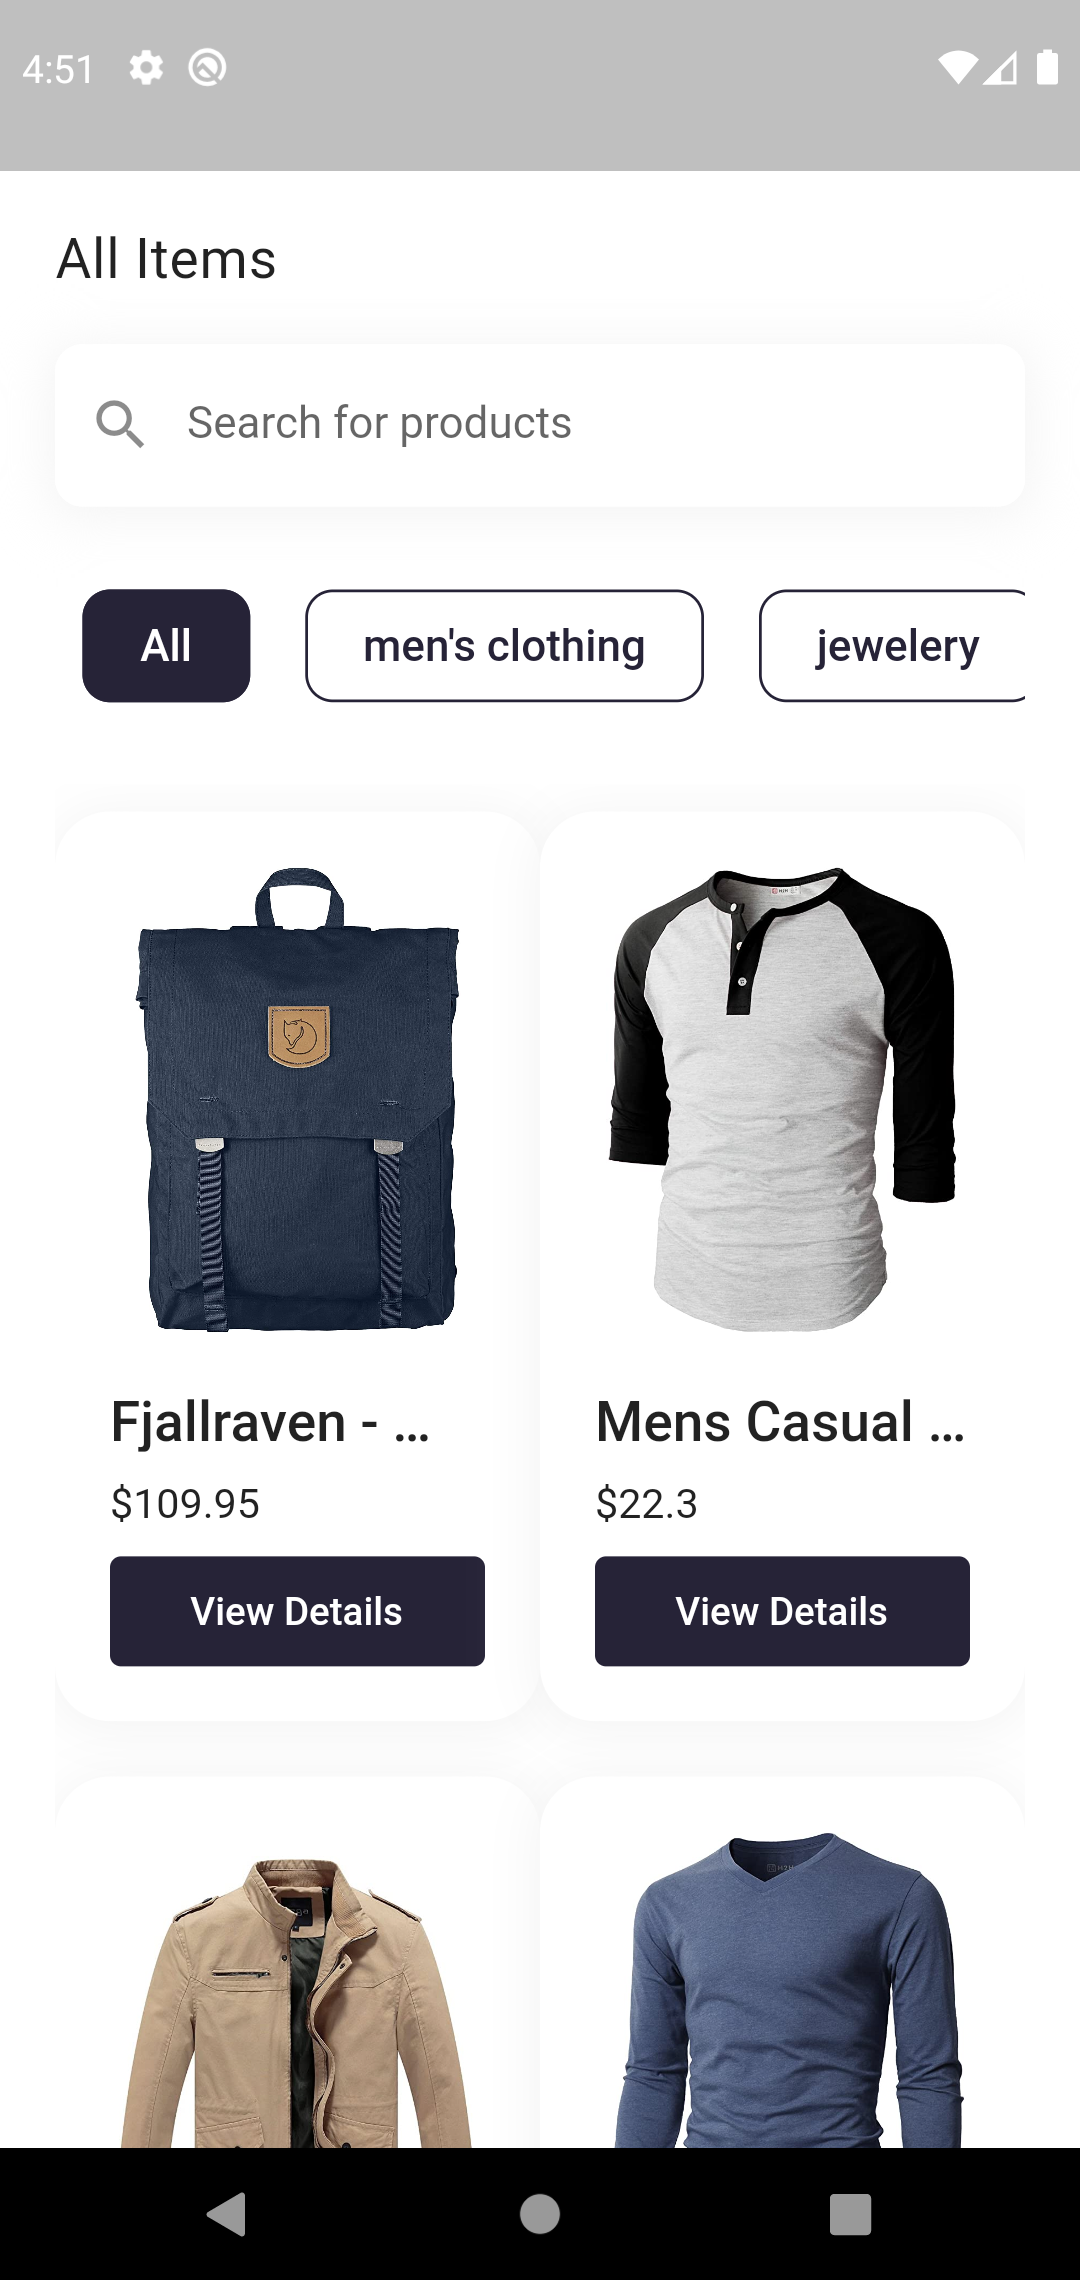 4:51
All Items
Search for products
All
men's clothing
jewelery
Fjallraven - ...
Mens Casual ...
$109.95
$22.3
View Details
View Details